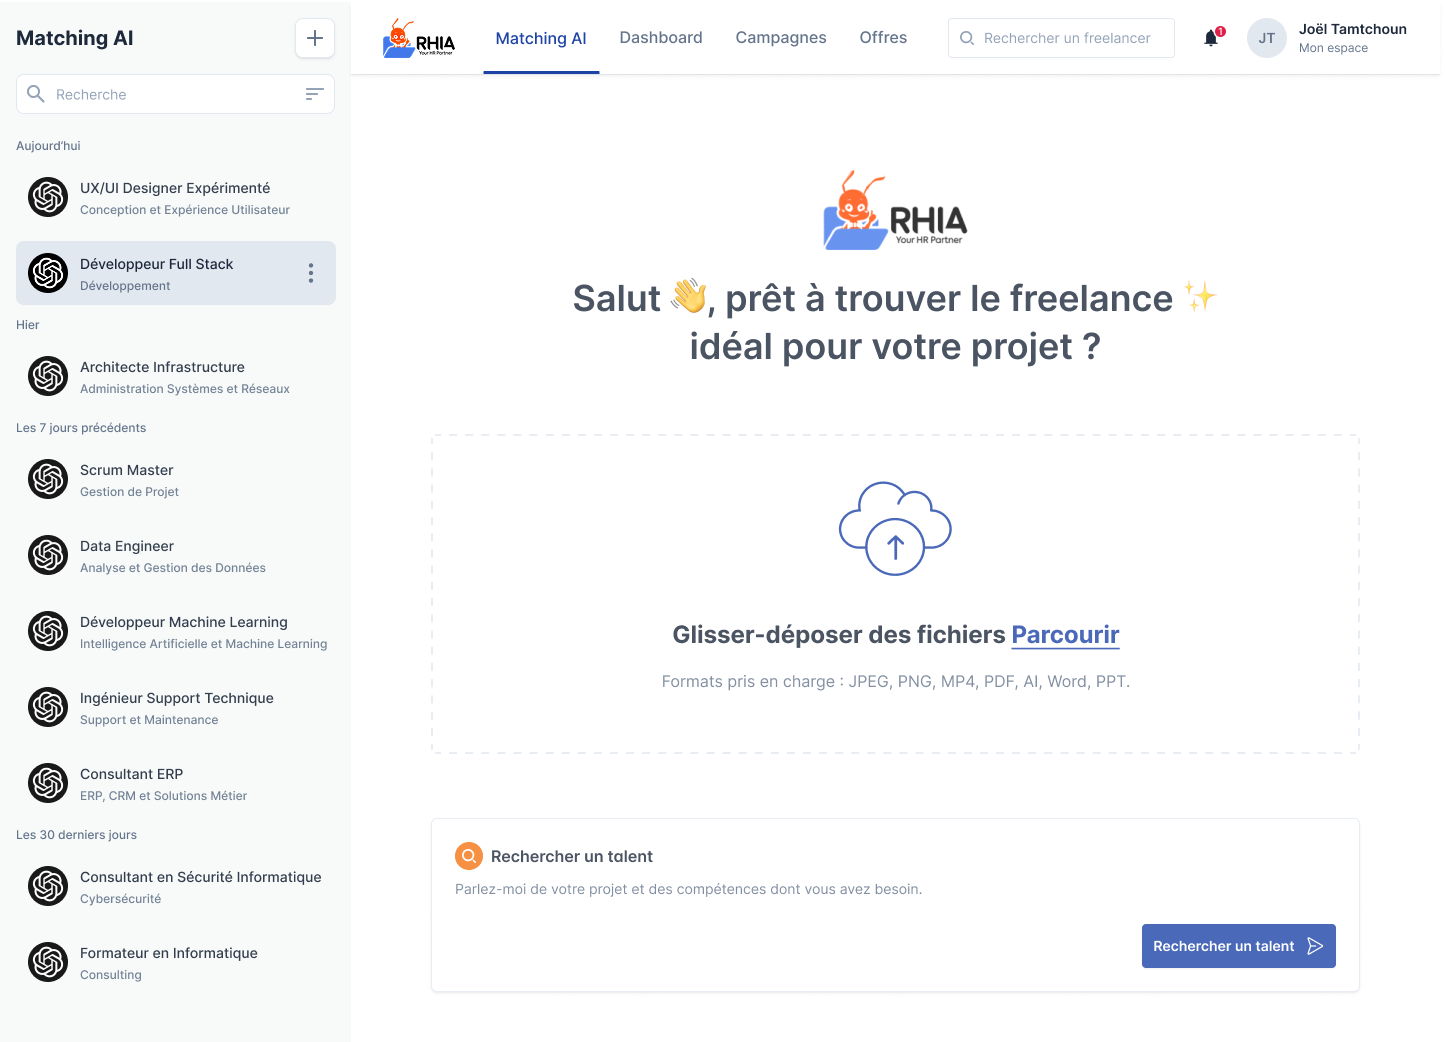 Matching AI
Recherche
Aujourd'hui
UX/UI Designer Expérimenté
Conception et Expérience Utilisateur
Développeur Full Stack
Développement
Hier
Architecte Infrastructure
Administration Systèmes et Réseaux
Les 7 jours précédents
Scrum Master
Gestion de Projet
Data Engineer
Analyse et Gestion des Données
Développeur Machine Learning
Intelligence Artificielle et Machine Learning
Ingénieur Support Technique
Support et Maintenance
Consultant ERP
ERP, CRM et Solutions Métier
Les 30 derniers jours
Consultant en Sécurité Informatique
Cybersécurité
Formateur en Informatique
Consulting
RHIA
Your HR Partner
Matching AI
Dashboard
Campagnes
Offres
Rechercher un freelancer
1
JT
Joël Tamtchoun
Mon espace
RHIA
Your HR Partner
Salut 👋, prêt à trouver le freelance ✨
idéal pour votre projet ?
Glisser-déposer des fichiers Parcourir
Formats pris en charge : JPEG, PNG, MP4, PDF, AI, Word, PPT.
Rechercher un talent
Parlez-moi de votre projet et des compétences dont vous avez besoin.
Rechercher un talent